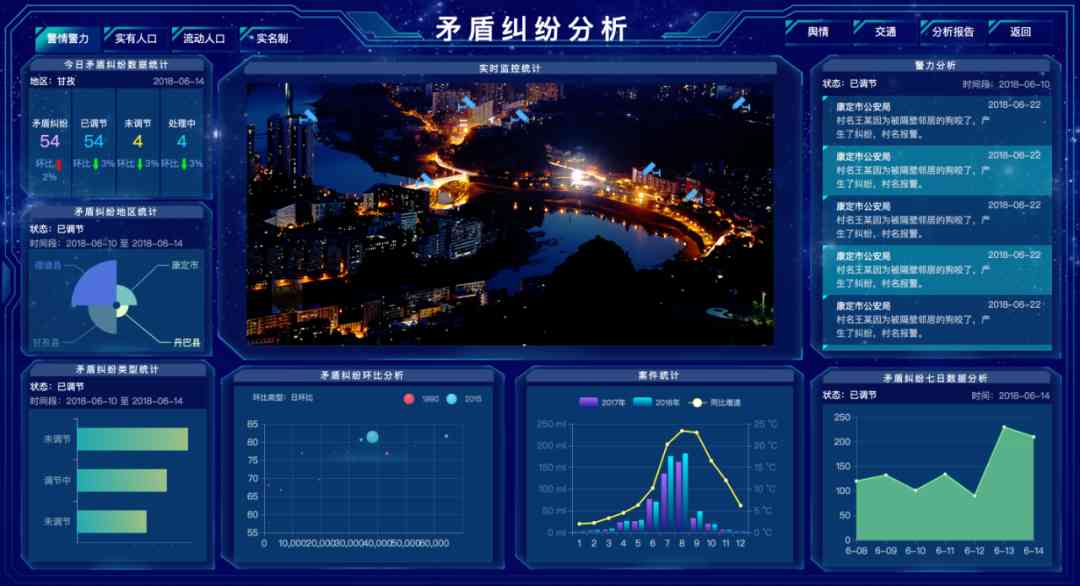 矛盾纠纷分析
警情警力
实有人口
流动人口
实名制
舆情
交通
分析报告
返回
今日矛盾纠纷数据统计
地区：甘孜 2018-06-14
矛盾纠纷 已调节 未调节 处理中
54 54 4 4
环比 2% 环比 3% 环比 3% 环比 3%
矛盾纠纷地区统计
状态：已调节
时间段：2018-06-10 至 2018-06-14
康定市
甘孜县
丹巴县
矛盾纠纷类型统计
状态：已调节
时间段：2018-06-10 至 2018-06-14
未调节
调节中
未调节
实时监控统计
矛盾纠纷环比分析
环比类型：日环比
1990 2015
85
80
75
70
65
60
55
0 10,000 20,000 30,000 40,000 50,000 60,000
案件统计
2017年 2018年 同比增速
250 ml 25 °C
200 ml 20 °C
150 ml 15 °C
100 ml 10 °C
50 ml 5 °C
0 ml 0 °C
1 2 3 4 5 6 7 8 9 10 11 12
警力分析
状态：已调节 时间段：2018-06-10
康定市公安局 2018-06-22
村名王某因为被隔壁邻居的狗咬了，产
生了纠纷，村名报警。
康定市公安局 2018-06-22
村名王某因为被隔壁邻居的狗咬了，产
生了纠纷，村名报警。
康定市公安局 2018-06-22
村名王某因为被隔壁邻居的狗咬了，产
生了纠纷，村名报警。
康定市公安局 2018-06-22
村名王某因为被隔壁邻居的狗咬了，产
生了纠纷，村名报警。
康定市公安局 2018-06-22
村名王某因为被隔壁邻居的狗咬了，产
生了纠纷，村名报警。
矛盾纠纷七日数据分析
状态：已调节 时间：2018-06-14
250
200
150
100
50
0
6-08 6-09 6-10 6-11 6-12 6-13 6-14